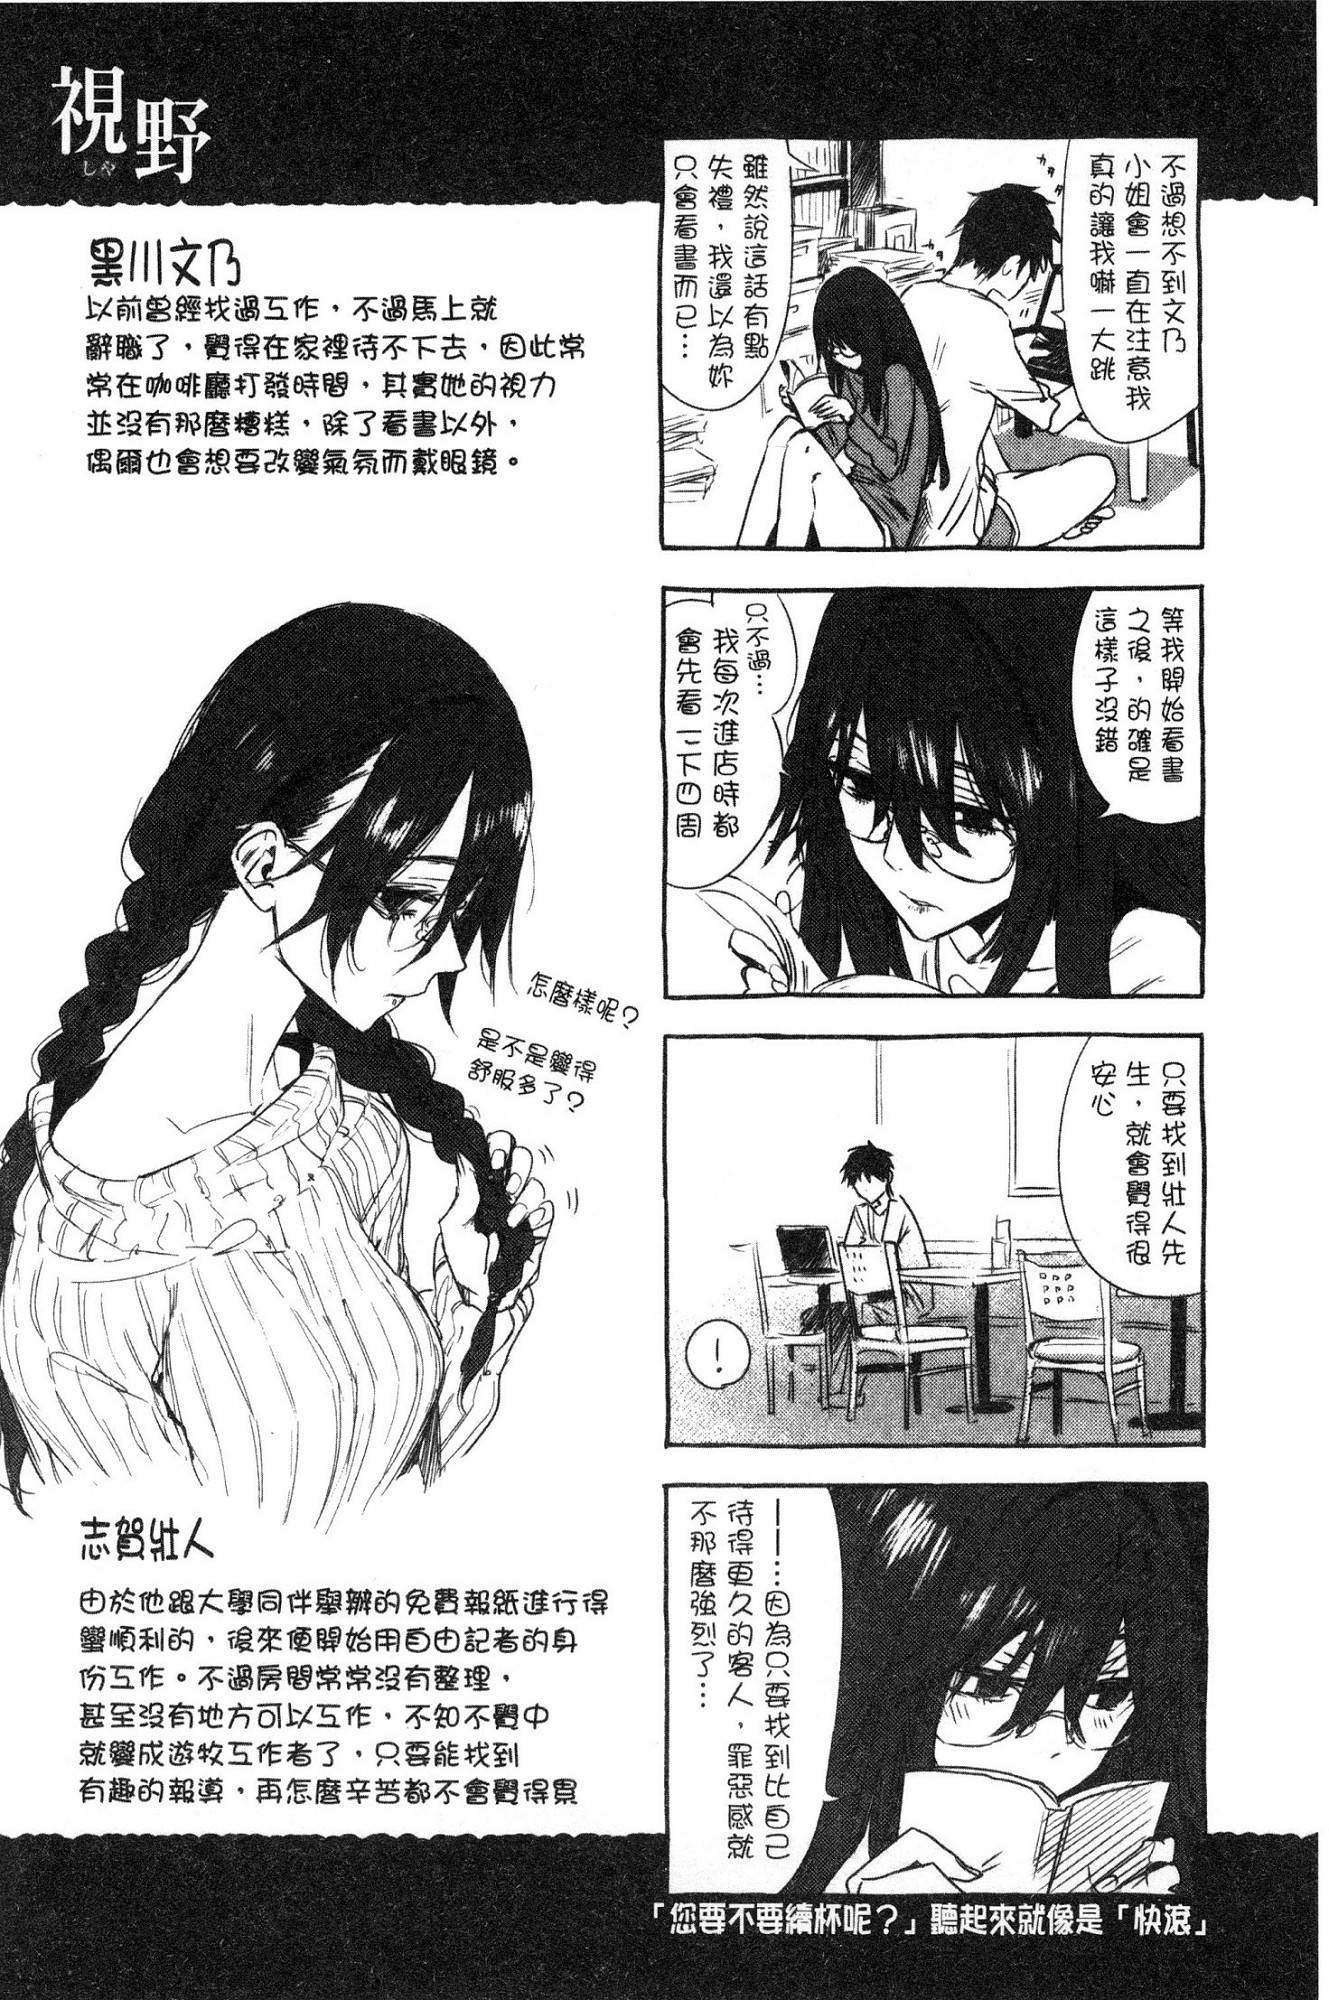 視野
しや
黑川文乃
以前曾經找過工作，不過馬上就
辭職了，覺得在家裡待不下去，因此常
常在咖啡廳打發時間，其實她的視力
並沒有那麼糟糕，除了看書以外，
偶爾也會想要改變氣氛而戴眼鏡。
怎麼樣呢？
是不是變得
舒服多了？
志賀壯人
由於他跟大學同伴舉辦的免費報紙進行得
蠻順利的，後來便開始用自由記者的身
份工作。不過房間常常沒有整理，
甚至沒有地方可以工作，不知不覺中
就變成遊牧工作者了，只要能找到
有趣的報導，再怎麼辛苦都不會覺得累
不過想不到文乃
小姐會一直在注意我
真的讓我嚇一大跳
カタ
カタ
雖然說這話有點
失禮，我還以為妳
只會看書而已…
等我開始看書
之後，的確是
這樣子沒錯
只不過…
我每次進店時都
會先看一下四周
只要找到壯人先
生，就會覺得很
安心
！
——…因為只要找到比自己
待得更久的客人，罪惡感就
不那麼強烈了…
「您要不要續杯呢？」聽起來就像是「快滾」